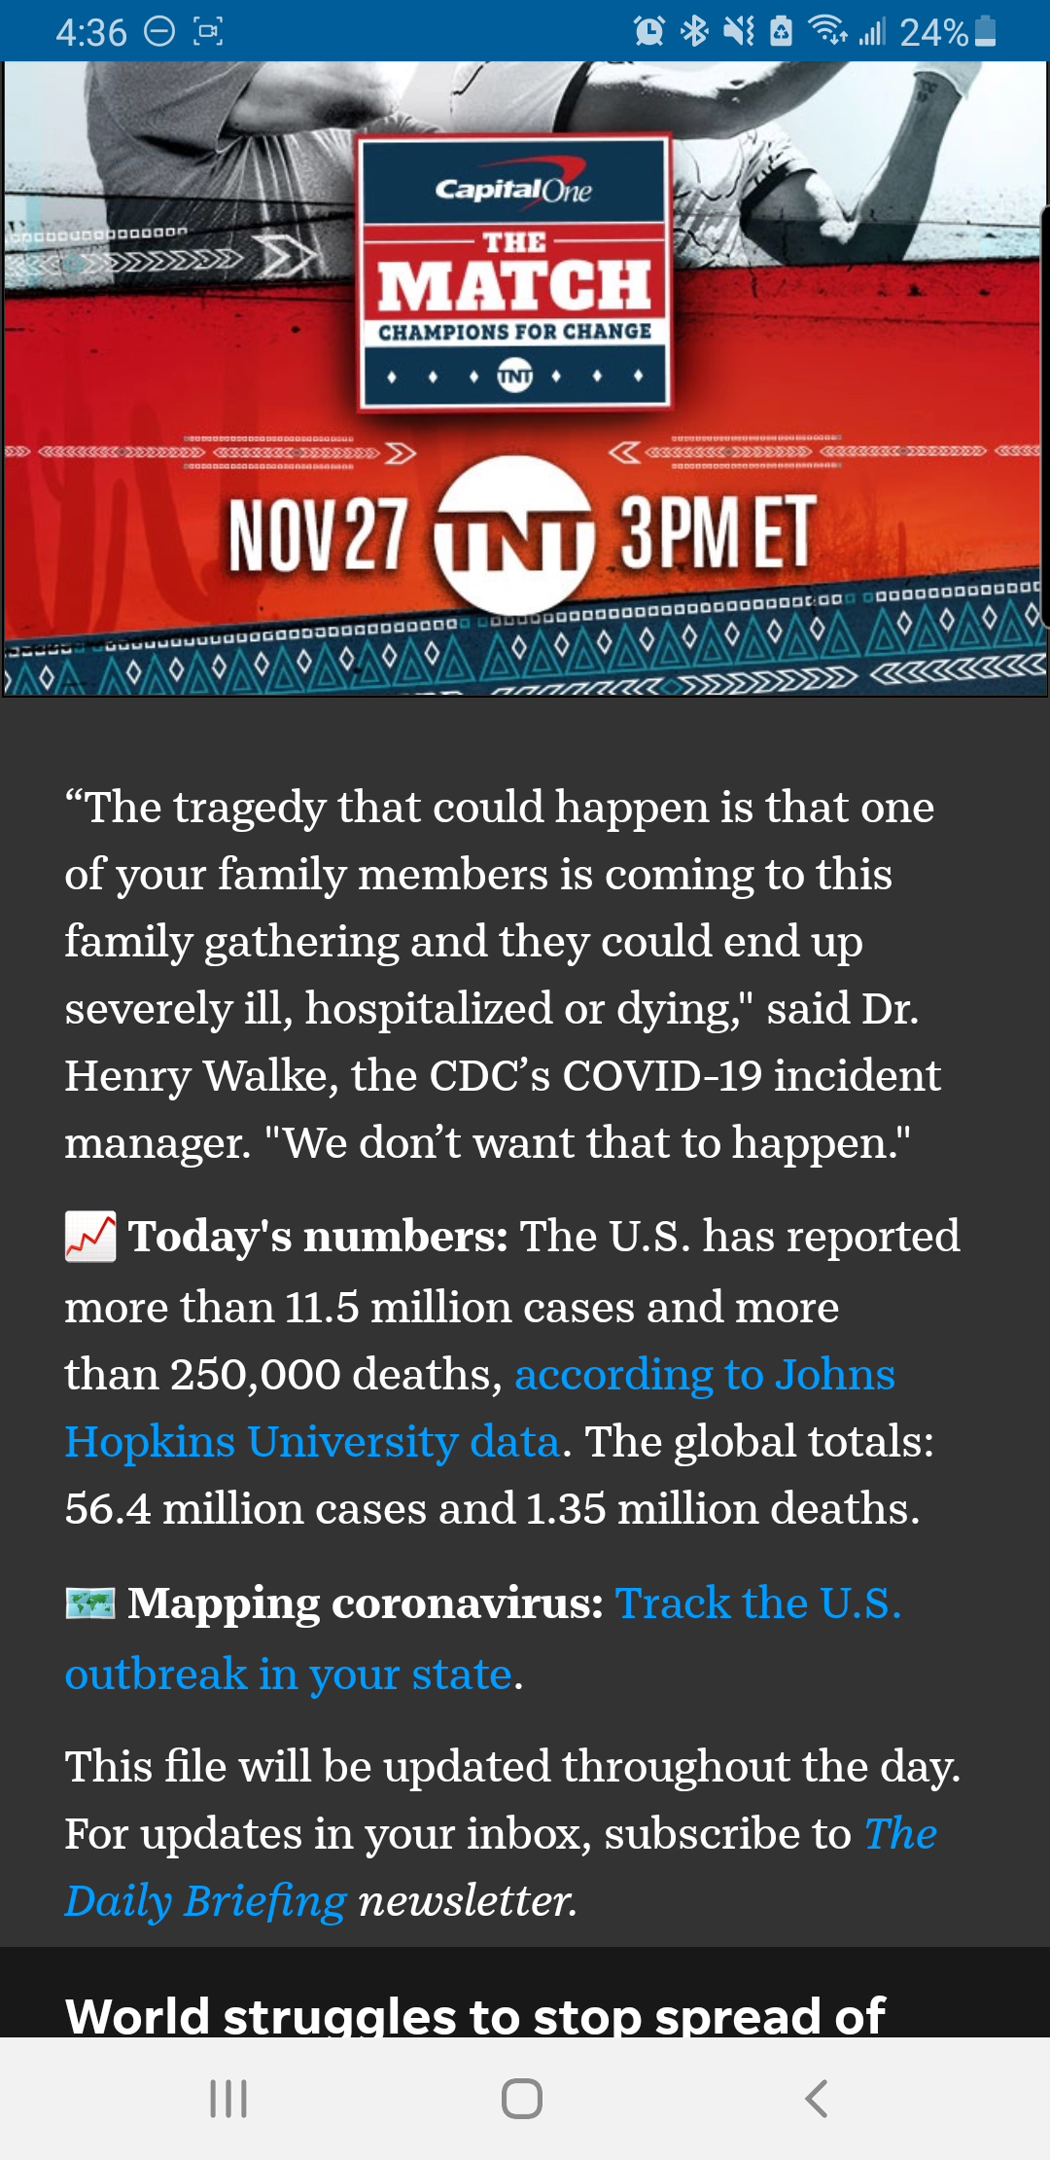 4:36
24%
CapitalOne
THE
MATCH
CHAMPIONS FOR CHANGE
TNT
NOV 27 TNT 3PM ET
“The tragedy that could happen is that one
of your family members is coming to this
family gathering and they could end up
severely ill, hospitalized or dying," said Dr.
Henry Walke, the CDC’s COVID-19 incident
manager. "We don’t want that to happen."
📈 Today's numbers: The U.S. has reported
more than 11.5 million cases and more
than 250,000 deaths, according to Johns
Hopkins University data. The global totals:
56.4 million cases and 1.35 million deaths.
🗺️ Mapping coronavirus: Track the U.S.
outbreak in your state.
This file will be updated throughout the day.
For updates in your inbox, subscribe to The
Daily Briefing newsletter.
World struggles to stop spread of